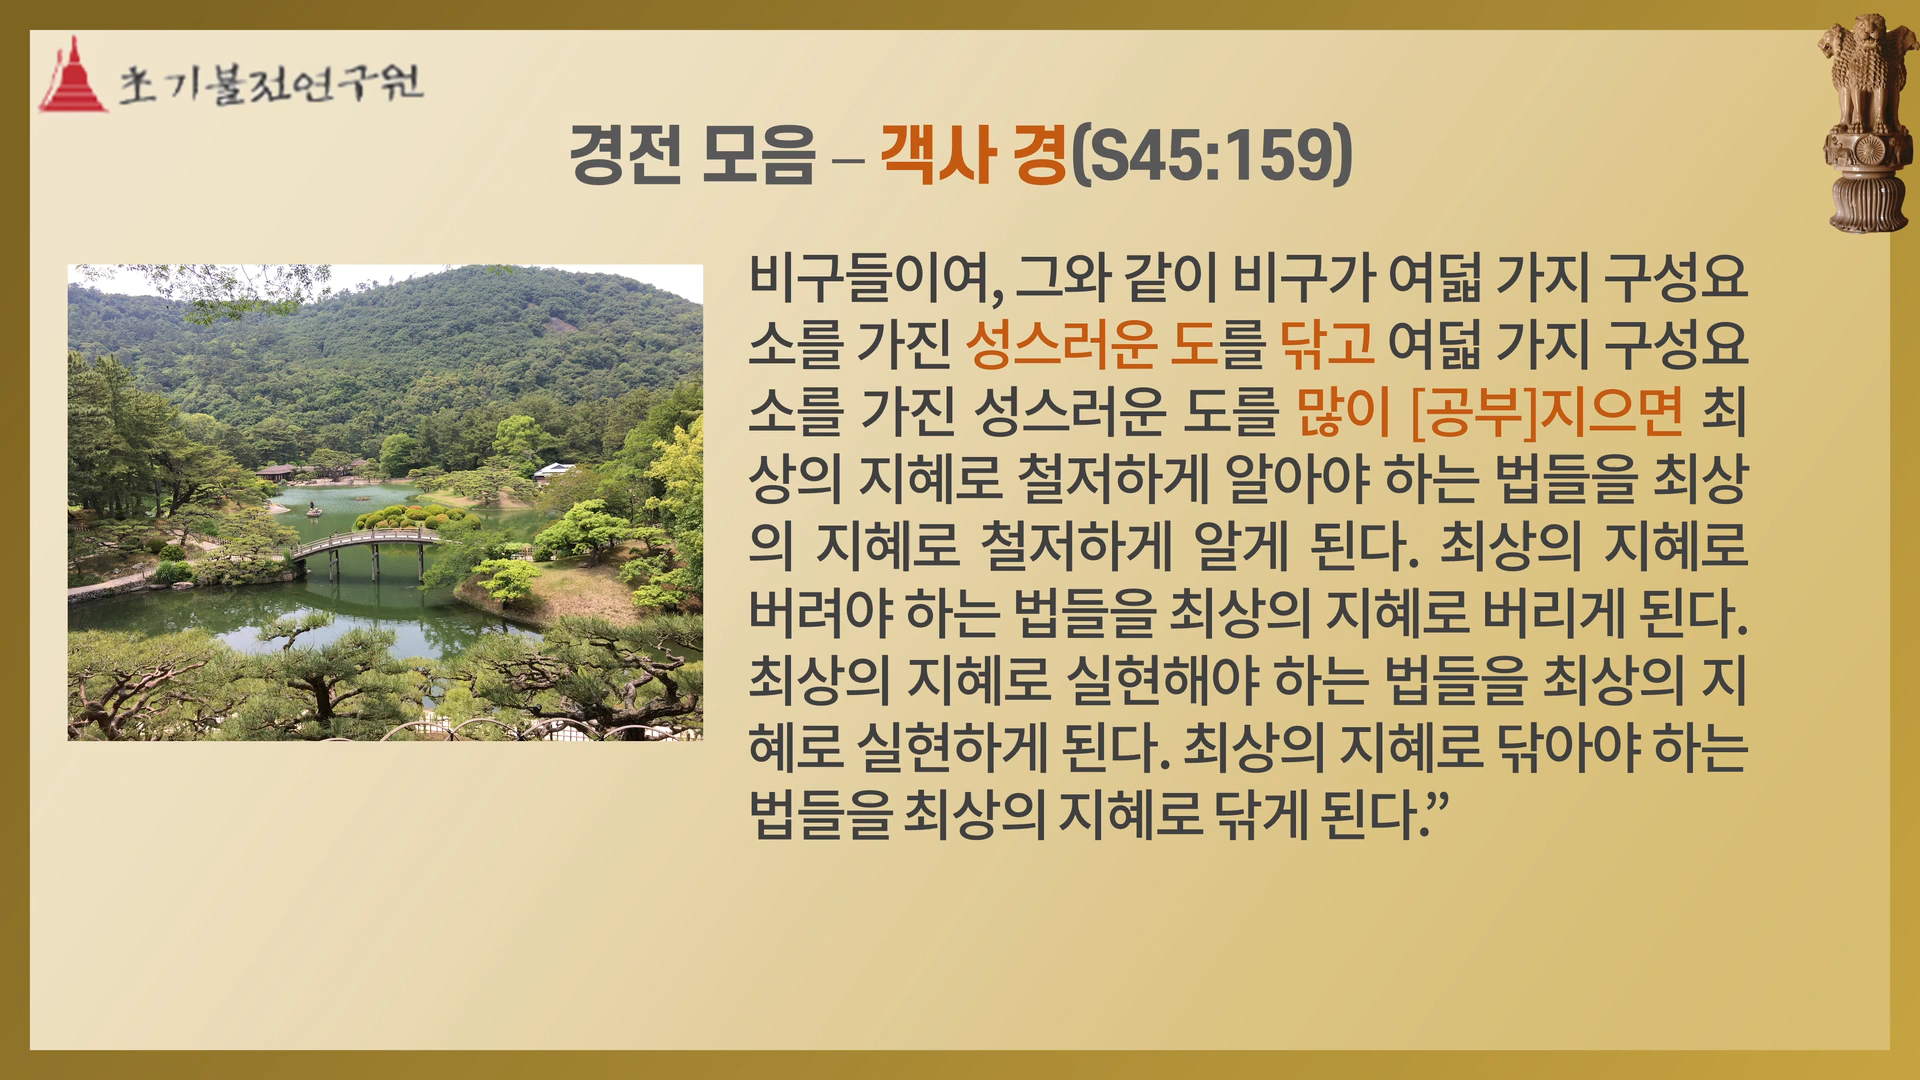 초기불전연구원
경전 모음 – 객사 경(S45:159)
비구들이여, 그와 같이 비구가 여덟 가지 구성요
소를 가진 성스러운 도를 닦고 여덟 가지 구성요
소를 가진 성스러운 도를 많이 [공부]지으면 최
상의 지혜로 철저하게 알아야 하는 법들을 최상
의 지혜로 철저하게 알게 된다. 최상의 지혜로
버려야 하는 법들을 최상의 지혜로 버리게 된다.
최상의 지혜로 실현해야 하는 법들을 최상의 지
혜로 실현하게 된다. 최상의 지혜로 닦아야 하는
법들을 최상의 지혜로 닦게 된다.”